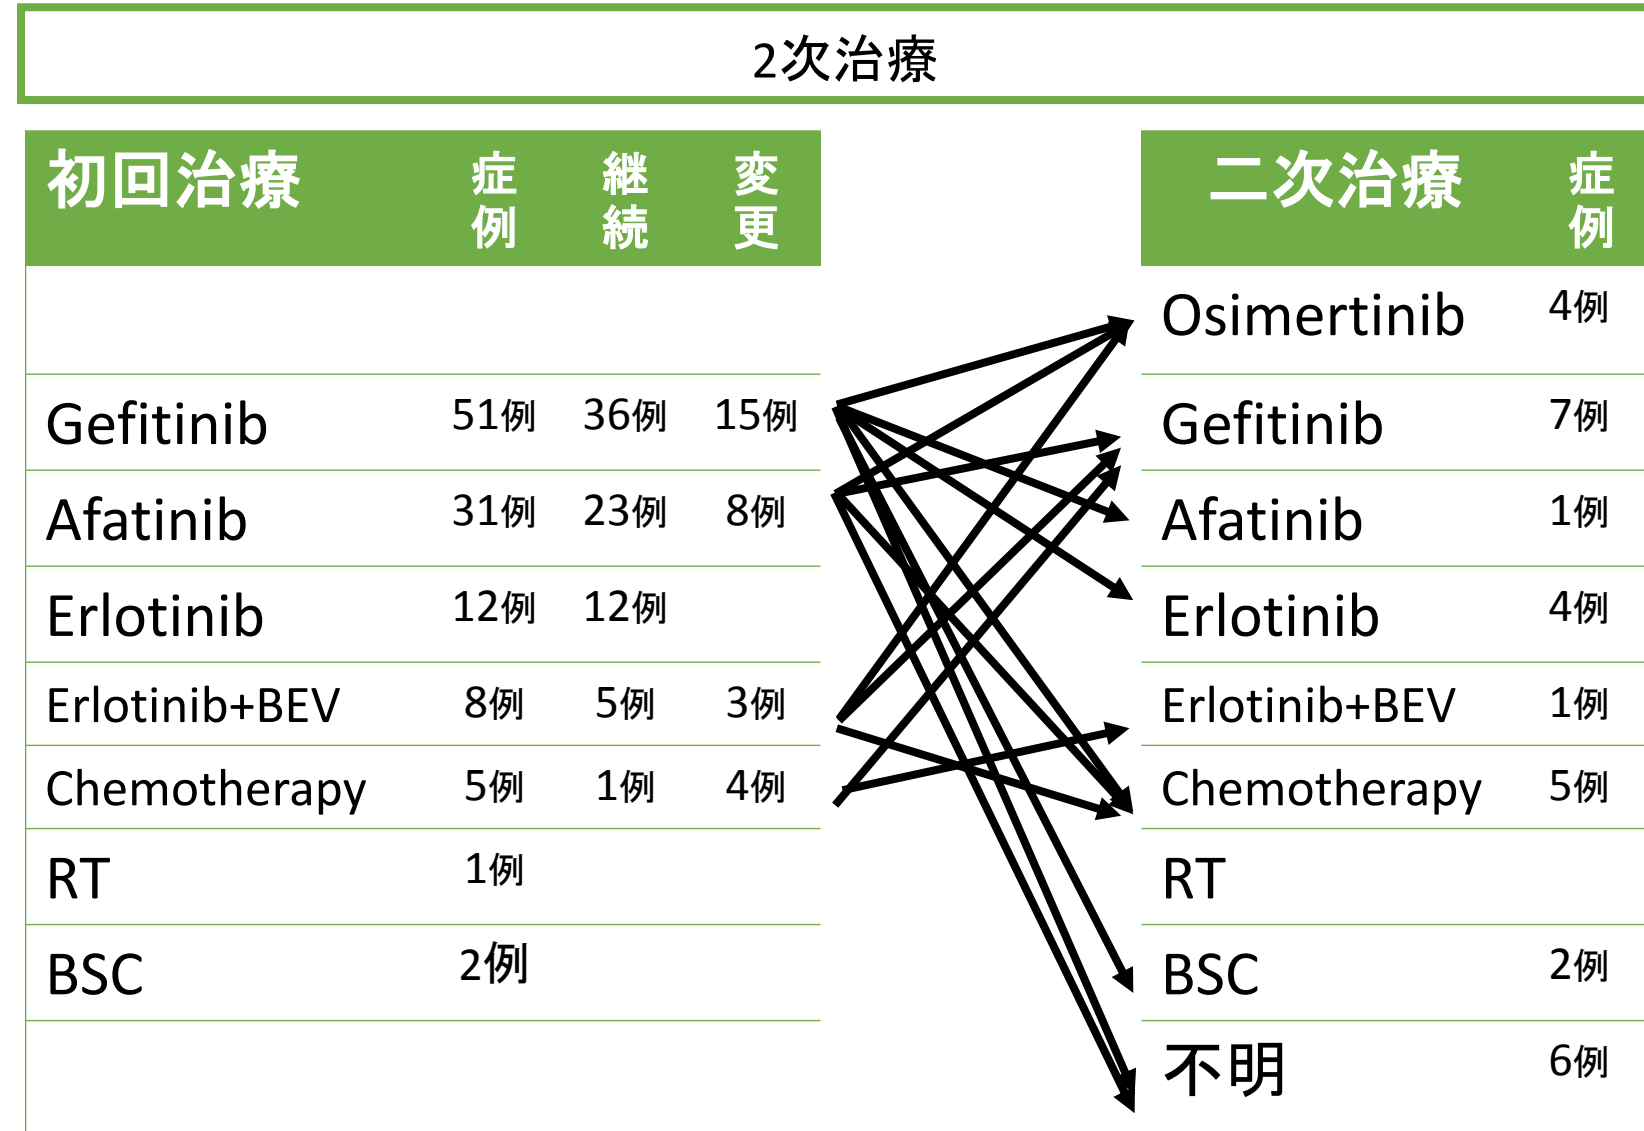 2次治療
初回治療 症例 継続 変更
Gefitinib 51例 36例 15例
Afatinib 31例 23例 8例
Erlotinib 12例 12例
Erlotinib+BEV 8例 5例 3例
Chemotherapy 5例 1例 4例
RT 1例
BSC 2例
二次治療 症例
Osimertinib 4例
Gefitinib 7例
Afatinib 1例
Erlotinib 4例
Erlotinib+BEV 1例
Chemotherapy 5例
RT
BSC 2例
不明 6例